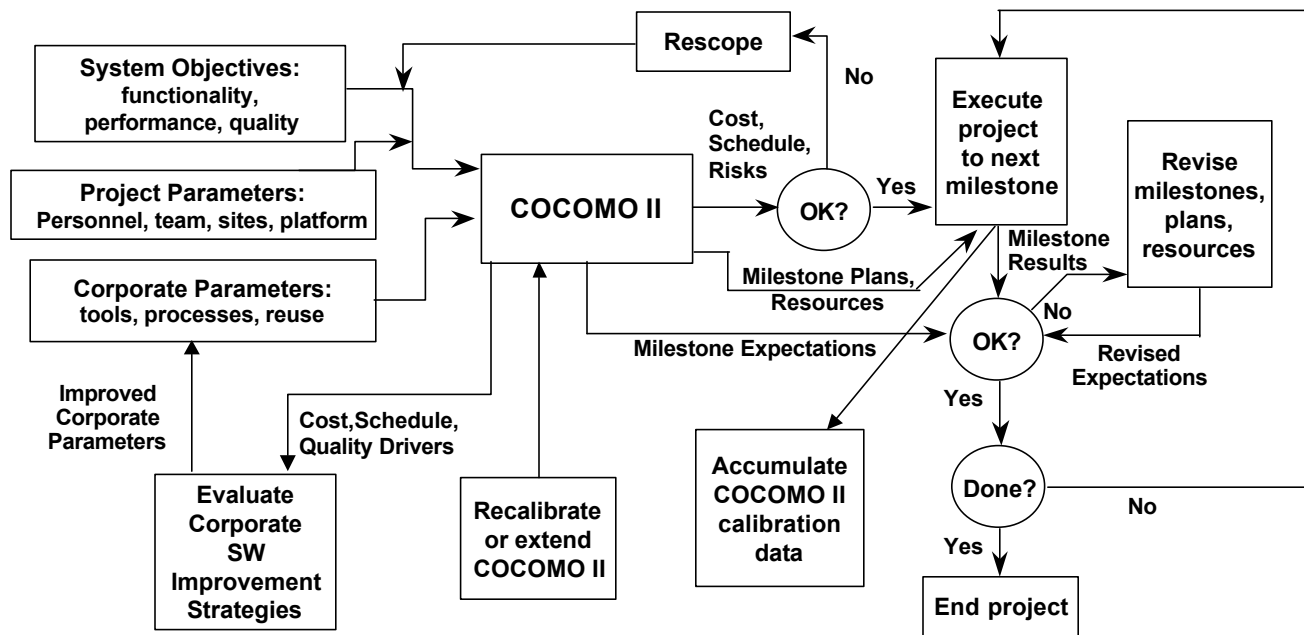 System Objectives:
functionality,
performance, quality
Project Parameters:
Personnel, team, sites, platform
Corporate Parameters:
tools, processes, reuse
Improved
Corporate
Parameters
Evaluate
Corporate
SW
Improvement
Strategies
Cost,Schedule,
Quality Drivers
Rescope
No
COCOMO II
Cost,
Schedule,
Risks
OK?
Yes
Milestone Plans,
Resources
Milestone Expectations
Recalibrate
or extend
COCOMO II
Accumulate
COCOMO II
calibration
data
Execute
project
to next
milestone
Milestone
Results
Revise
milestones,
plans,
resources
No
OK?
Revised
Expectations
Yes
Done?
No
Yes
End project